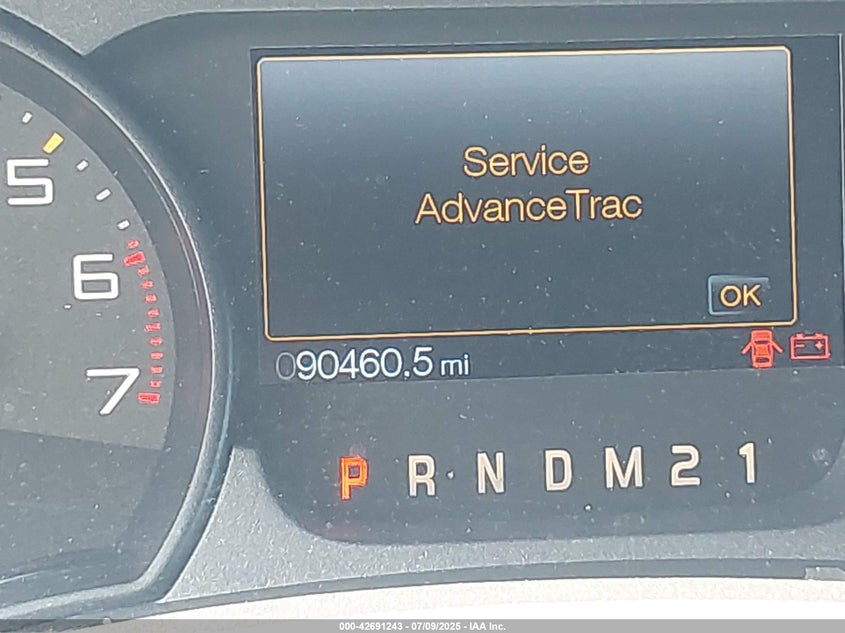 Service
AdvanceTrac
OK
5
6
7
090460.5 mi
P R N D M 2 1
000-42691243 - 07/09/2025 - IAA Inc.